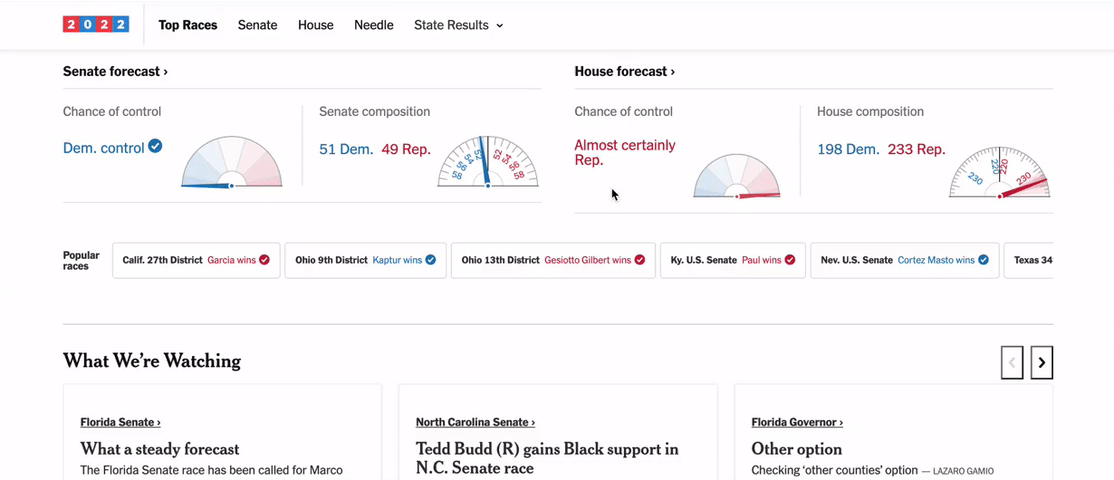 2022 Top Races Senate House Needle State Results
Senate forecast ›
House forecast ›
Chance of control
Senate composition
Chance of control
House composition
Dem. control
51 Dem. 49 Rep.
Almost certainly
Rep.
198 Dem. 233 Rep.
58 56 54 52 52 54 56 58
230 220 220 230
Popular
races
Calif. 27th District Garcia wins
Ohio 9th District Kaptur wins
Ohio 13th District Gesiotto Gilbert wins
Ky. U.S. Senate Paul wins
Nev. U.S. Senate Cortez Masto wins
Texas 34
What We're Watching
Florida Senate ›
What a steady forecast
The Florida Senate race has been called for Marco
North Carolina Senate ›
Tedd Budd (R) gains Black support in
N.C. Senate race
Florida Governor ›
Other option
Checking 'other counties' option — LAZARO GAMIO